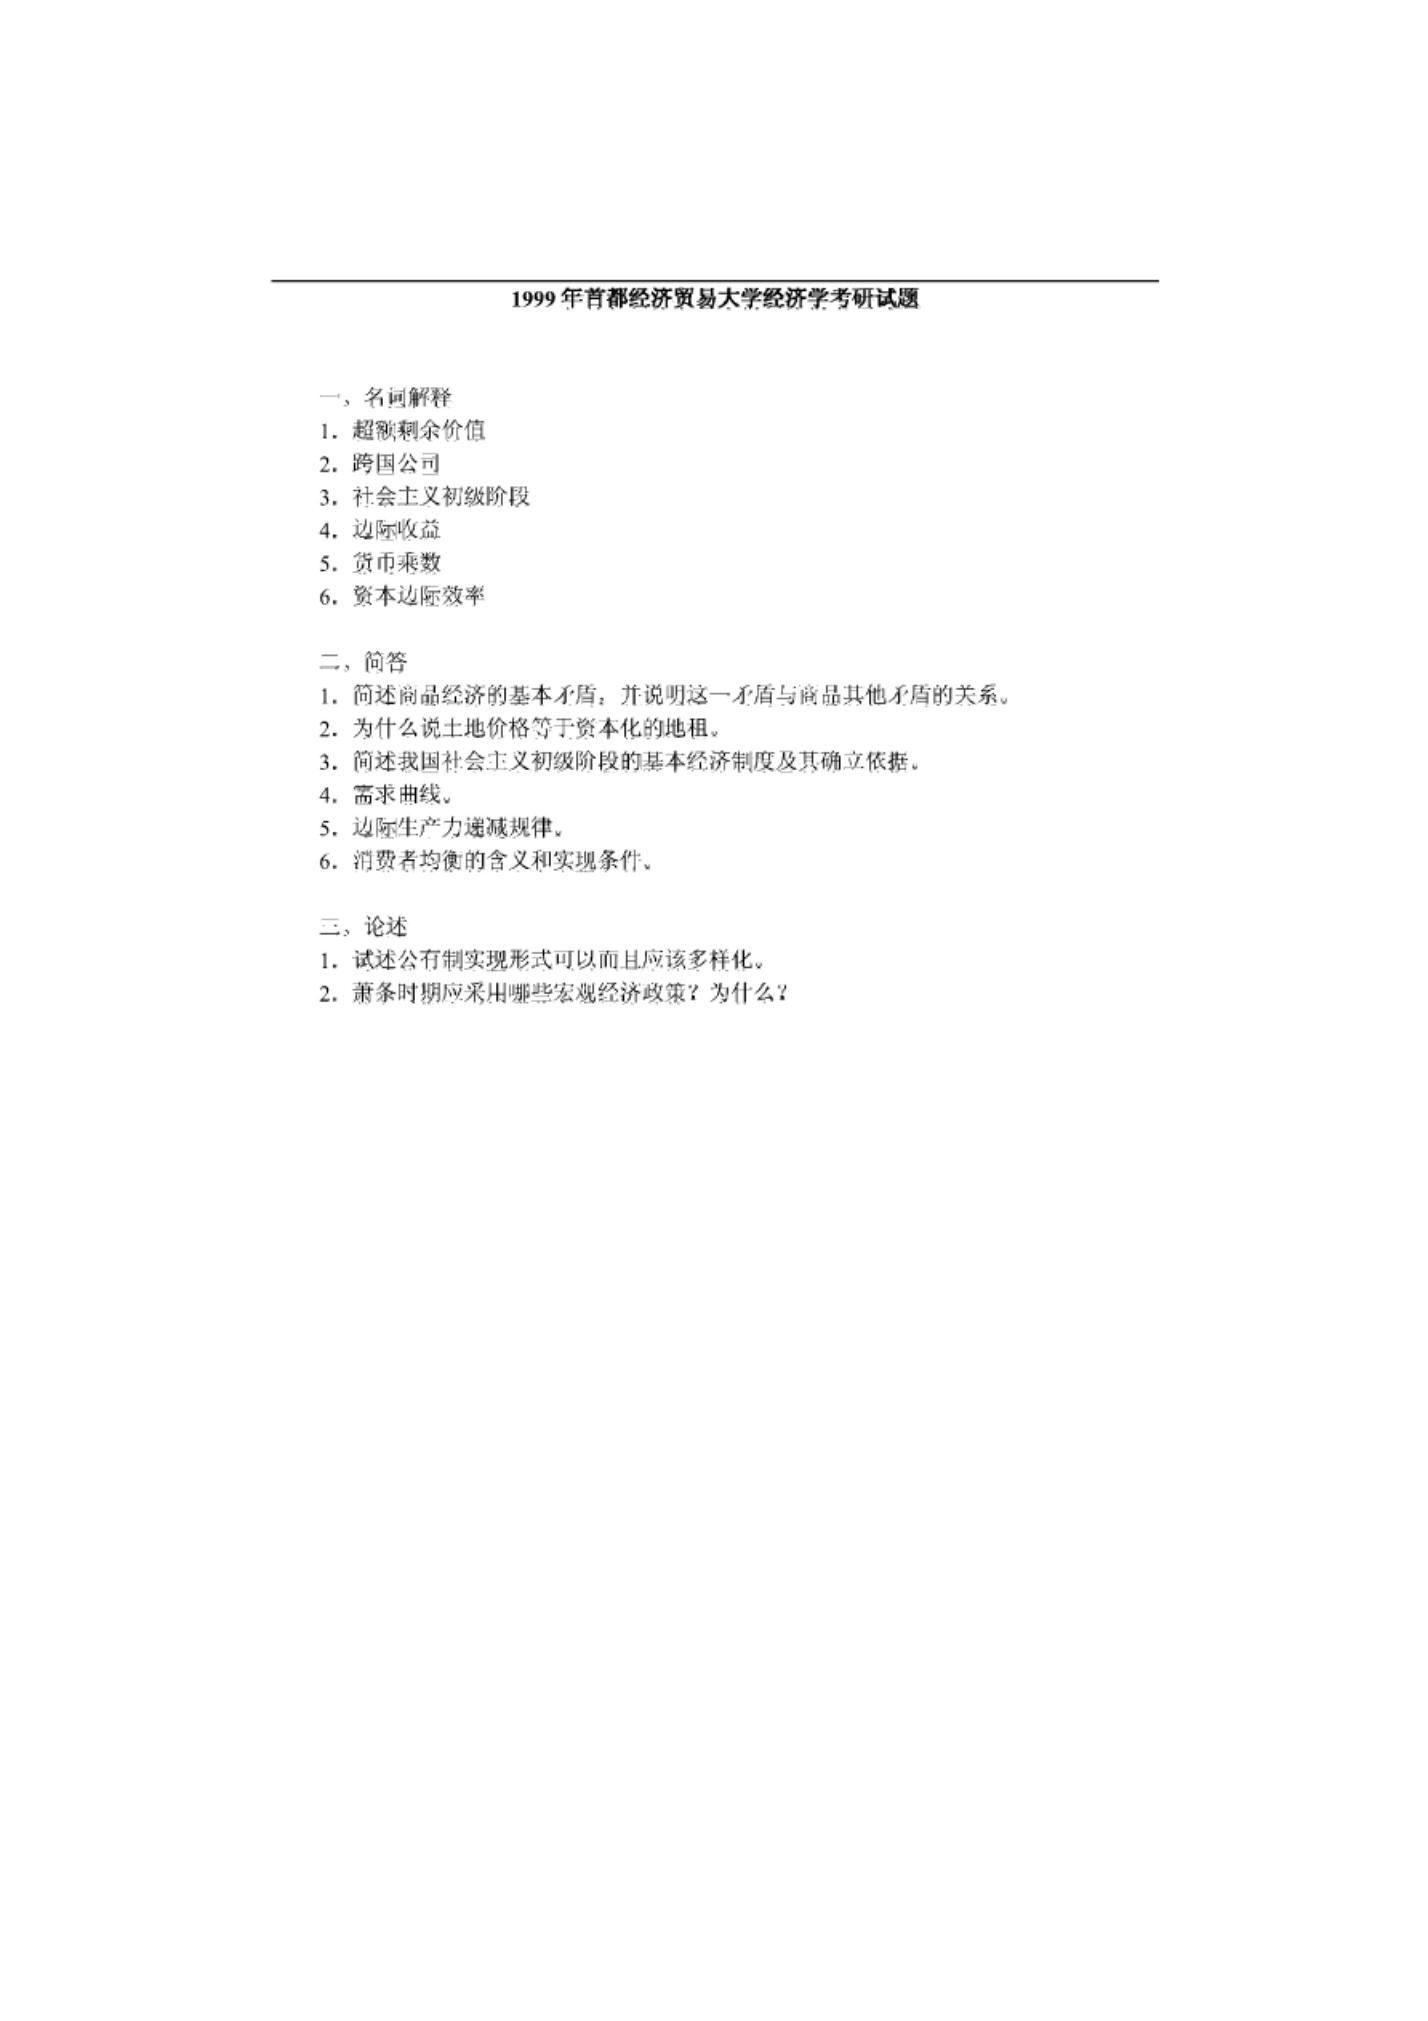 1999 年首都经济贸易大学经济学考研试题
一，名词解释
1．超额剩余价值
2．跨国公司
3．社会主义初级阶段
4．边际收益
5．货币乘数
6．资本边际效率
二，简答
1．简述商品经济的基本矛盾，并说明这一矛盾与商品其他矛盾的关系。
2．为什么说土地价格等于资本化的地租。
3．简述我国社会主义初级阶段的基本经济制度及其确立依据。
4．需求曲线。
5．边际生产力递减规律。
6．消费者均衡的含义和实现条件。
三，论述
1．试述公有制实现形式可以而且应该多样化。
2．萧条时期应采用哪些宏观经济政策？为什么？